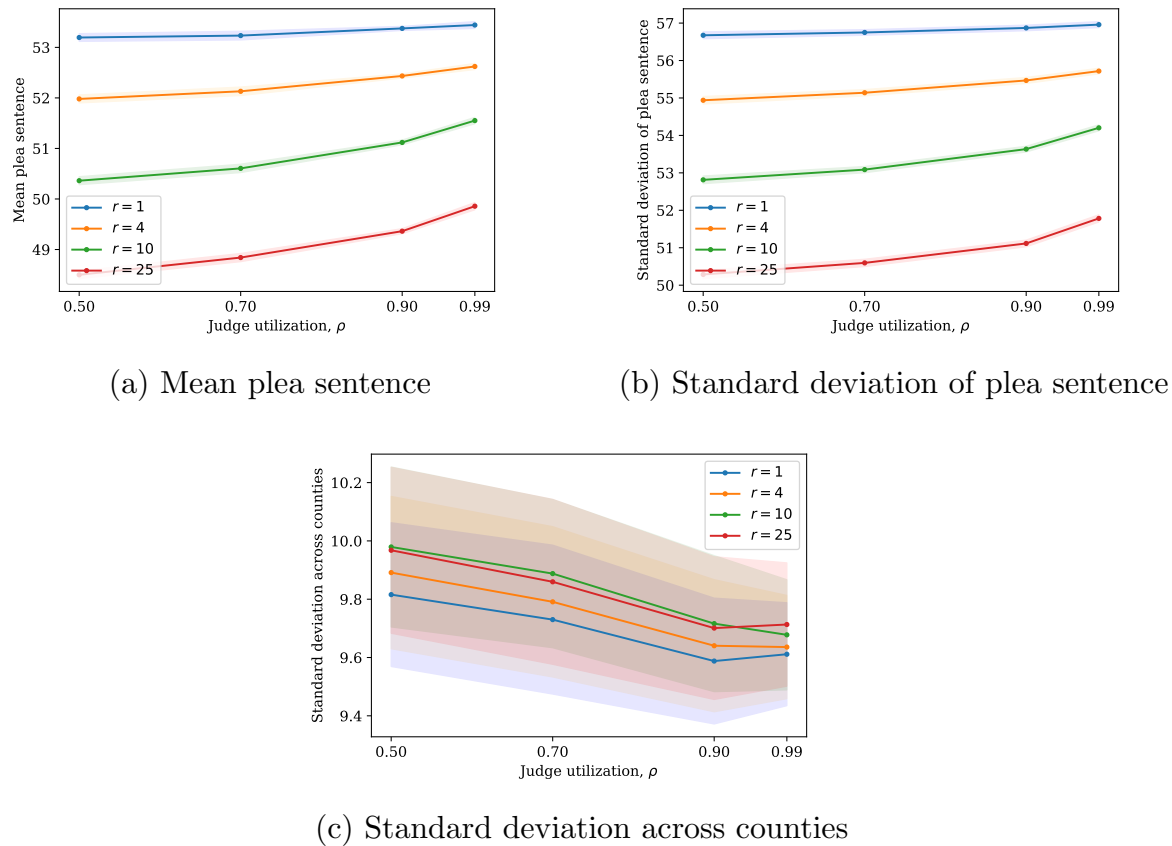 Mean plea sentence
53
52
51
50
49
r = 1
r = 4
r = 10
r = 25
0.50 0.70 0.90 0.99
Judge utilization, ρ
(a) Mean plea sentence
Standard deviation of plea sentence
57
56
55
54
53
52
51
50
r = 1
r = 4
r = 10
r = 25
0.50 0.70 0.90 0.99
Judge utilization, ρ
(b) Standard deviation of plea sentence
Standard deviation across counties
10.2
10.0
9.8
9.6
9.4
r = 1
r = 4
r = 10
r = 25
0.50 0.70 0.90 0.99
Judge utilization, ρ
(c) Standard deviation across counties